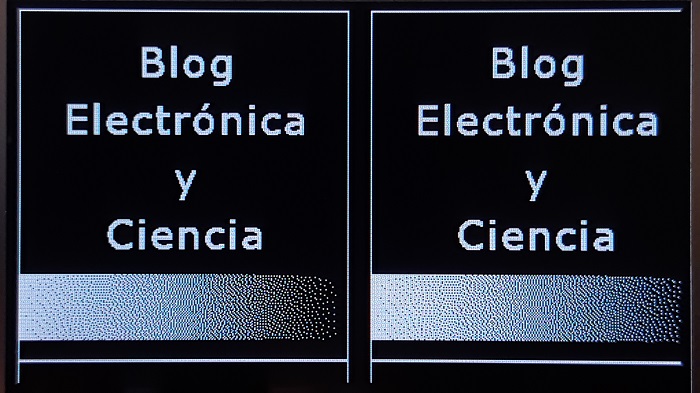 Blog
Electrónica
y
Ciencia
Blog
Electrónica
y
Ciencia